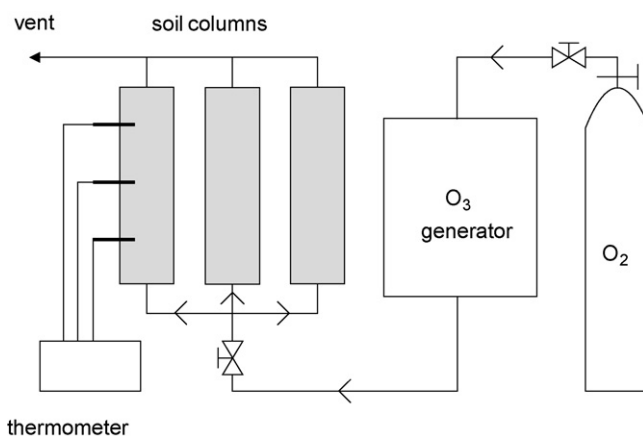 vent
soil columns
O₃
generator
O₂
thermometer